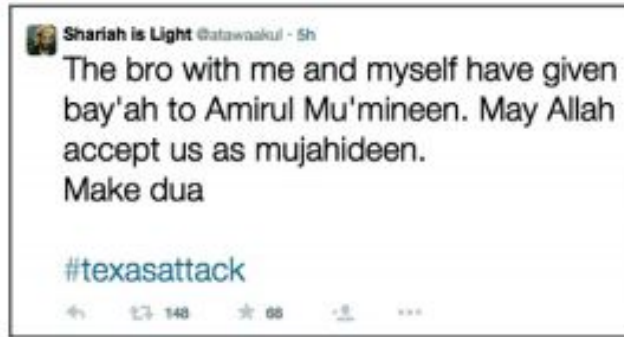 Shariah is Light @atawaakul · 5h
The bro with me and myself have given
bay'ah to Amirul Mu'mineen. May Allah
accept us as mujahideen.
Make dua
#texasattack
148 68